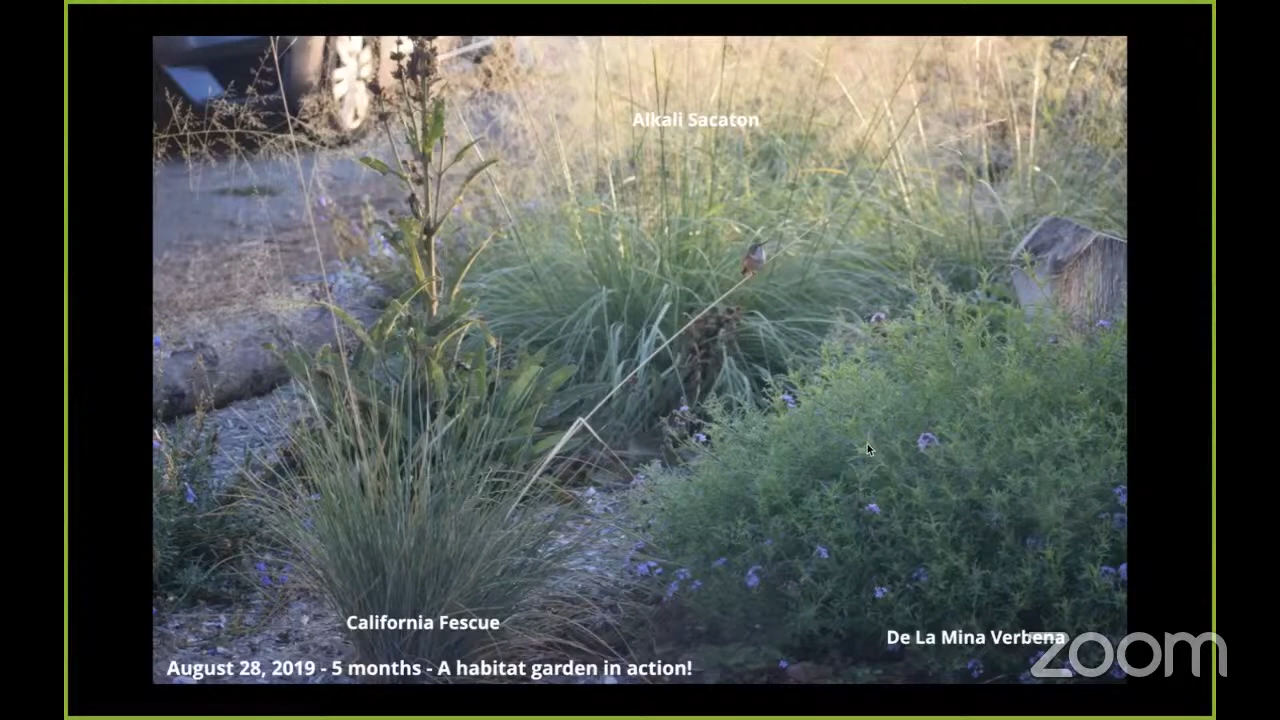 Alkali Sacaton
California Fescue
De La Mina Verbena
August 28, 2019 - 5 months - A habitat garden in action!
zoom